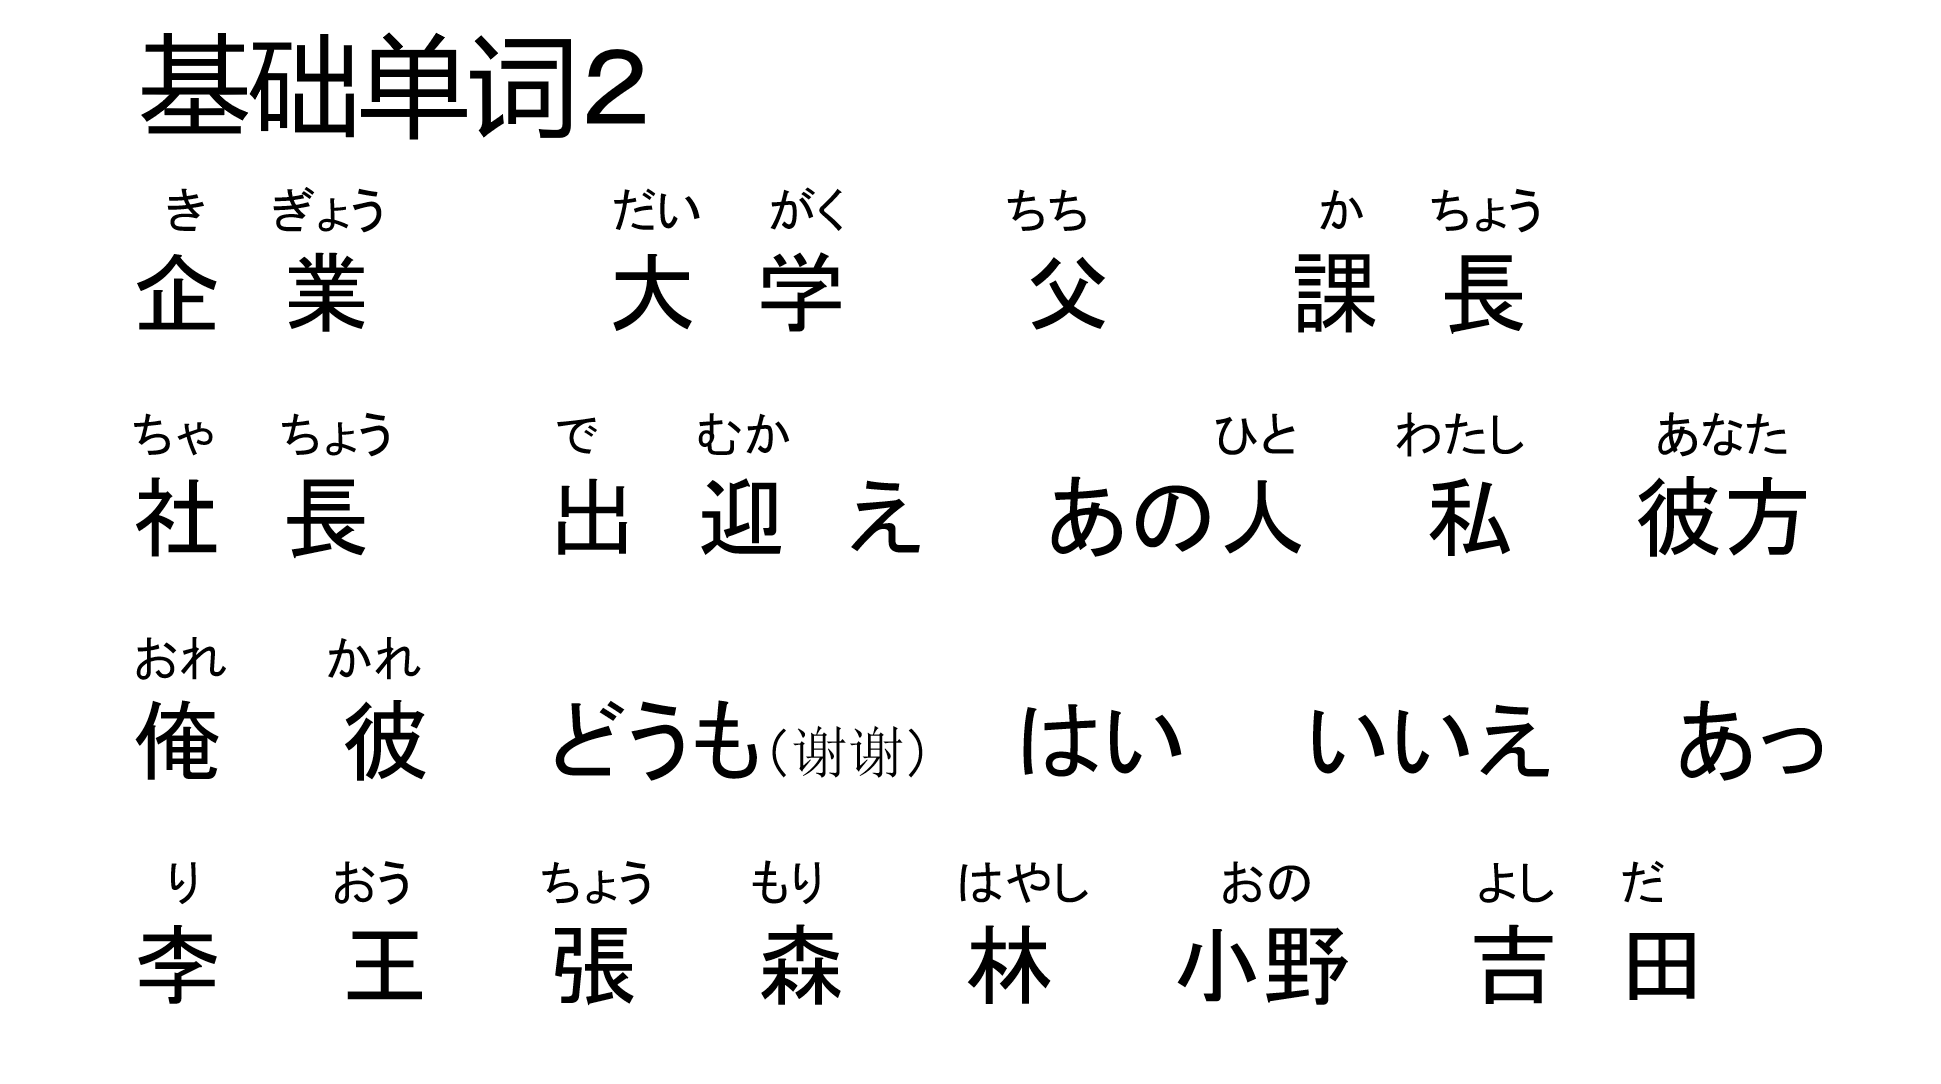 基础单词2
き ぎょう だい がく ちち か ちょう
企 業 大 学 父 課 長
ちゃ ちょう で むか ひと わたし あなた
社 長 出 迎 え あの人 私 彼方
おれ かれ
俺 彼 どうも(谢谢) はい いいえ あっ
り おう ちょう もり はやし おの よし だ
李 王 張 森 林 小野 吉 田